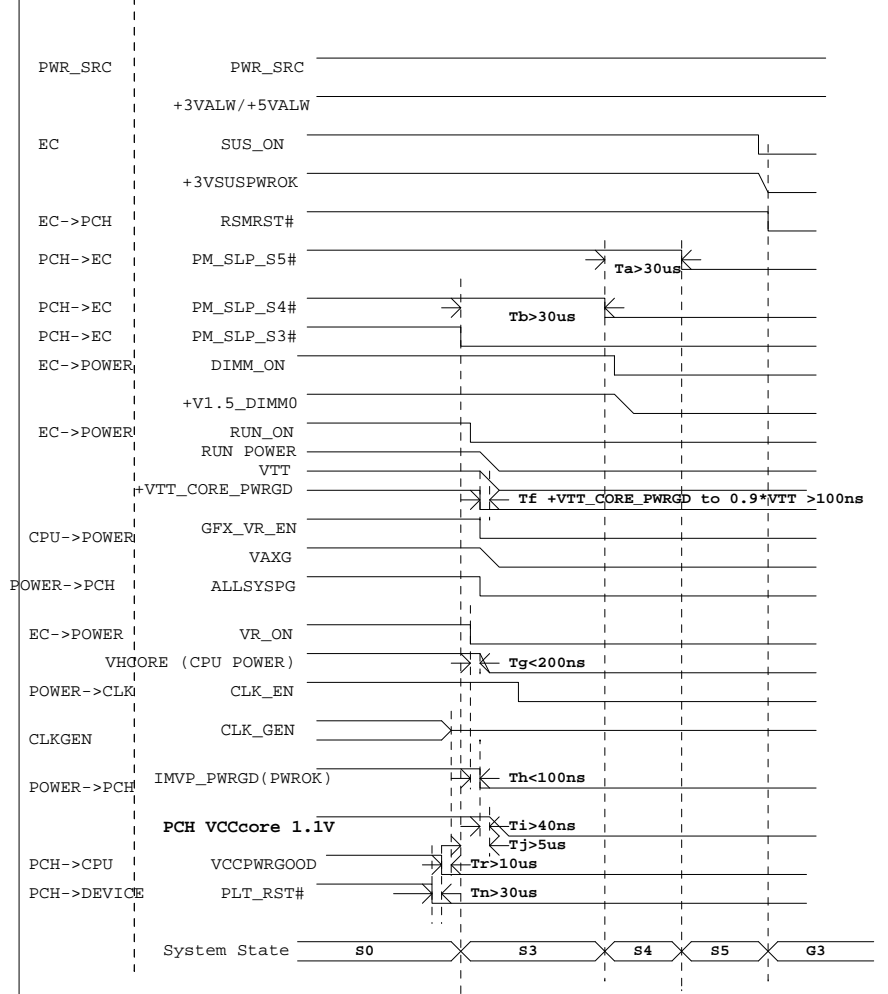 PWR_SRC PWR_SRC
+3VALW/+5VALW
EC SUS_ON
+3VSUSPWROK
EC->PCH RSMRST#
PCH->EC PM_SLP_S5# Ta>30us
PCH->EC PM_SLP_S4# Tb>30us
PCH->EC PM_SLP_S3#
EC->POWER DIMM_ON
+V1.5_DIMM0
EC->POWER RUN_ON
RUN POWER
VTT
+VTT_CORE_PWRGD Tf +VTT_CORE_PWRGD to 0.9*VTT >100ns
CPU->POWER GFX_VR_EN
VAXG
POWER->PCH ALLSYSPG
EC->POWER VR_ON
VHCORE (CPU POWER) Tg<200ns
POWER->CLK CLK_EN
CLKGEN CLK_GEN
POWER->PCH IMVP_PWRGD(PWROK) Th<100ns
PCH VCCcore 1.1V Ti>40ns
Tj>5us
PCH->CPU VCCPWRGOOD Tr>10us
PCH->DEVICE PLT_RST# Tn>30us
System State S0 S3 S4 S5 G3